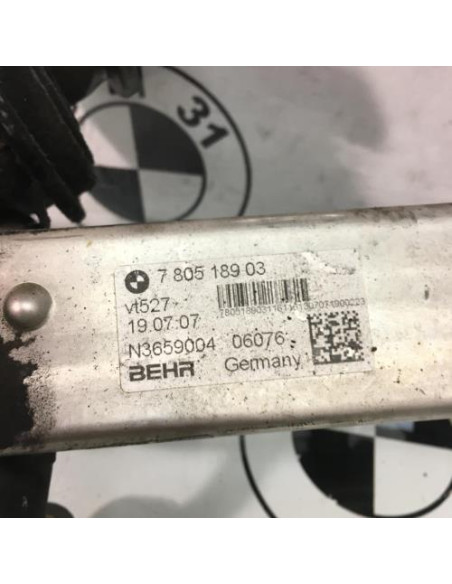 31
7 805 189 03
vt527
19.07:07
N3659004 06076
BEHR Germany